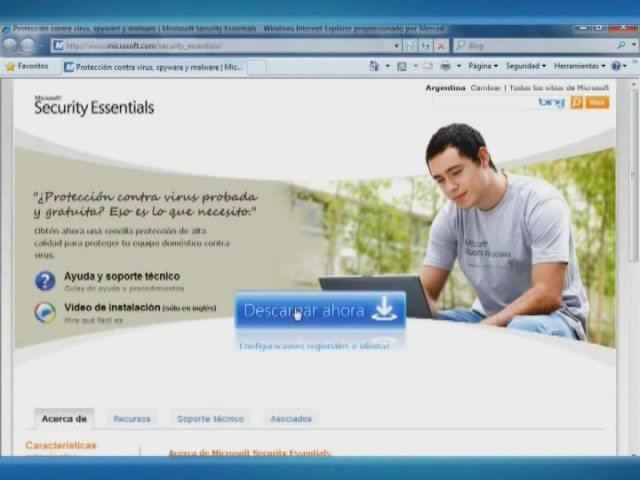 Protección contra virus, spyware y malware | Microsoft Security Essentials - Windows Internet Explorer proporcionado por Mercad
http://www.microsoft.com/security_essentials/
Bing
Favoritos
Protección contra virus, spyware y malware | Mic...
Página
Seguridad
Herramientas
Argentina Cambiar | Todos los sitios de Microsoft
Microsoft
Security Essentials
bing
Web
"¿Protección contra virus probada
y gratuita? Eso es lo que necesito."
Obtén ahora una sencilla protección de alta
calidad para proteger tu equipo doméstico contra
virus.
Ayuda y soporte técnico
Guías de ayuda y procedimientos
Video de instalación (sólo en inglés)
Mire qué fácil es
Descargar ahora
Configuraciones regionales e idiomas
Acerca de
Recursos
Soporte técnico
Asociados
Características
Acerca de Microsoft Security Essentials